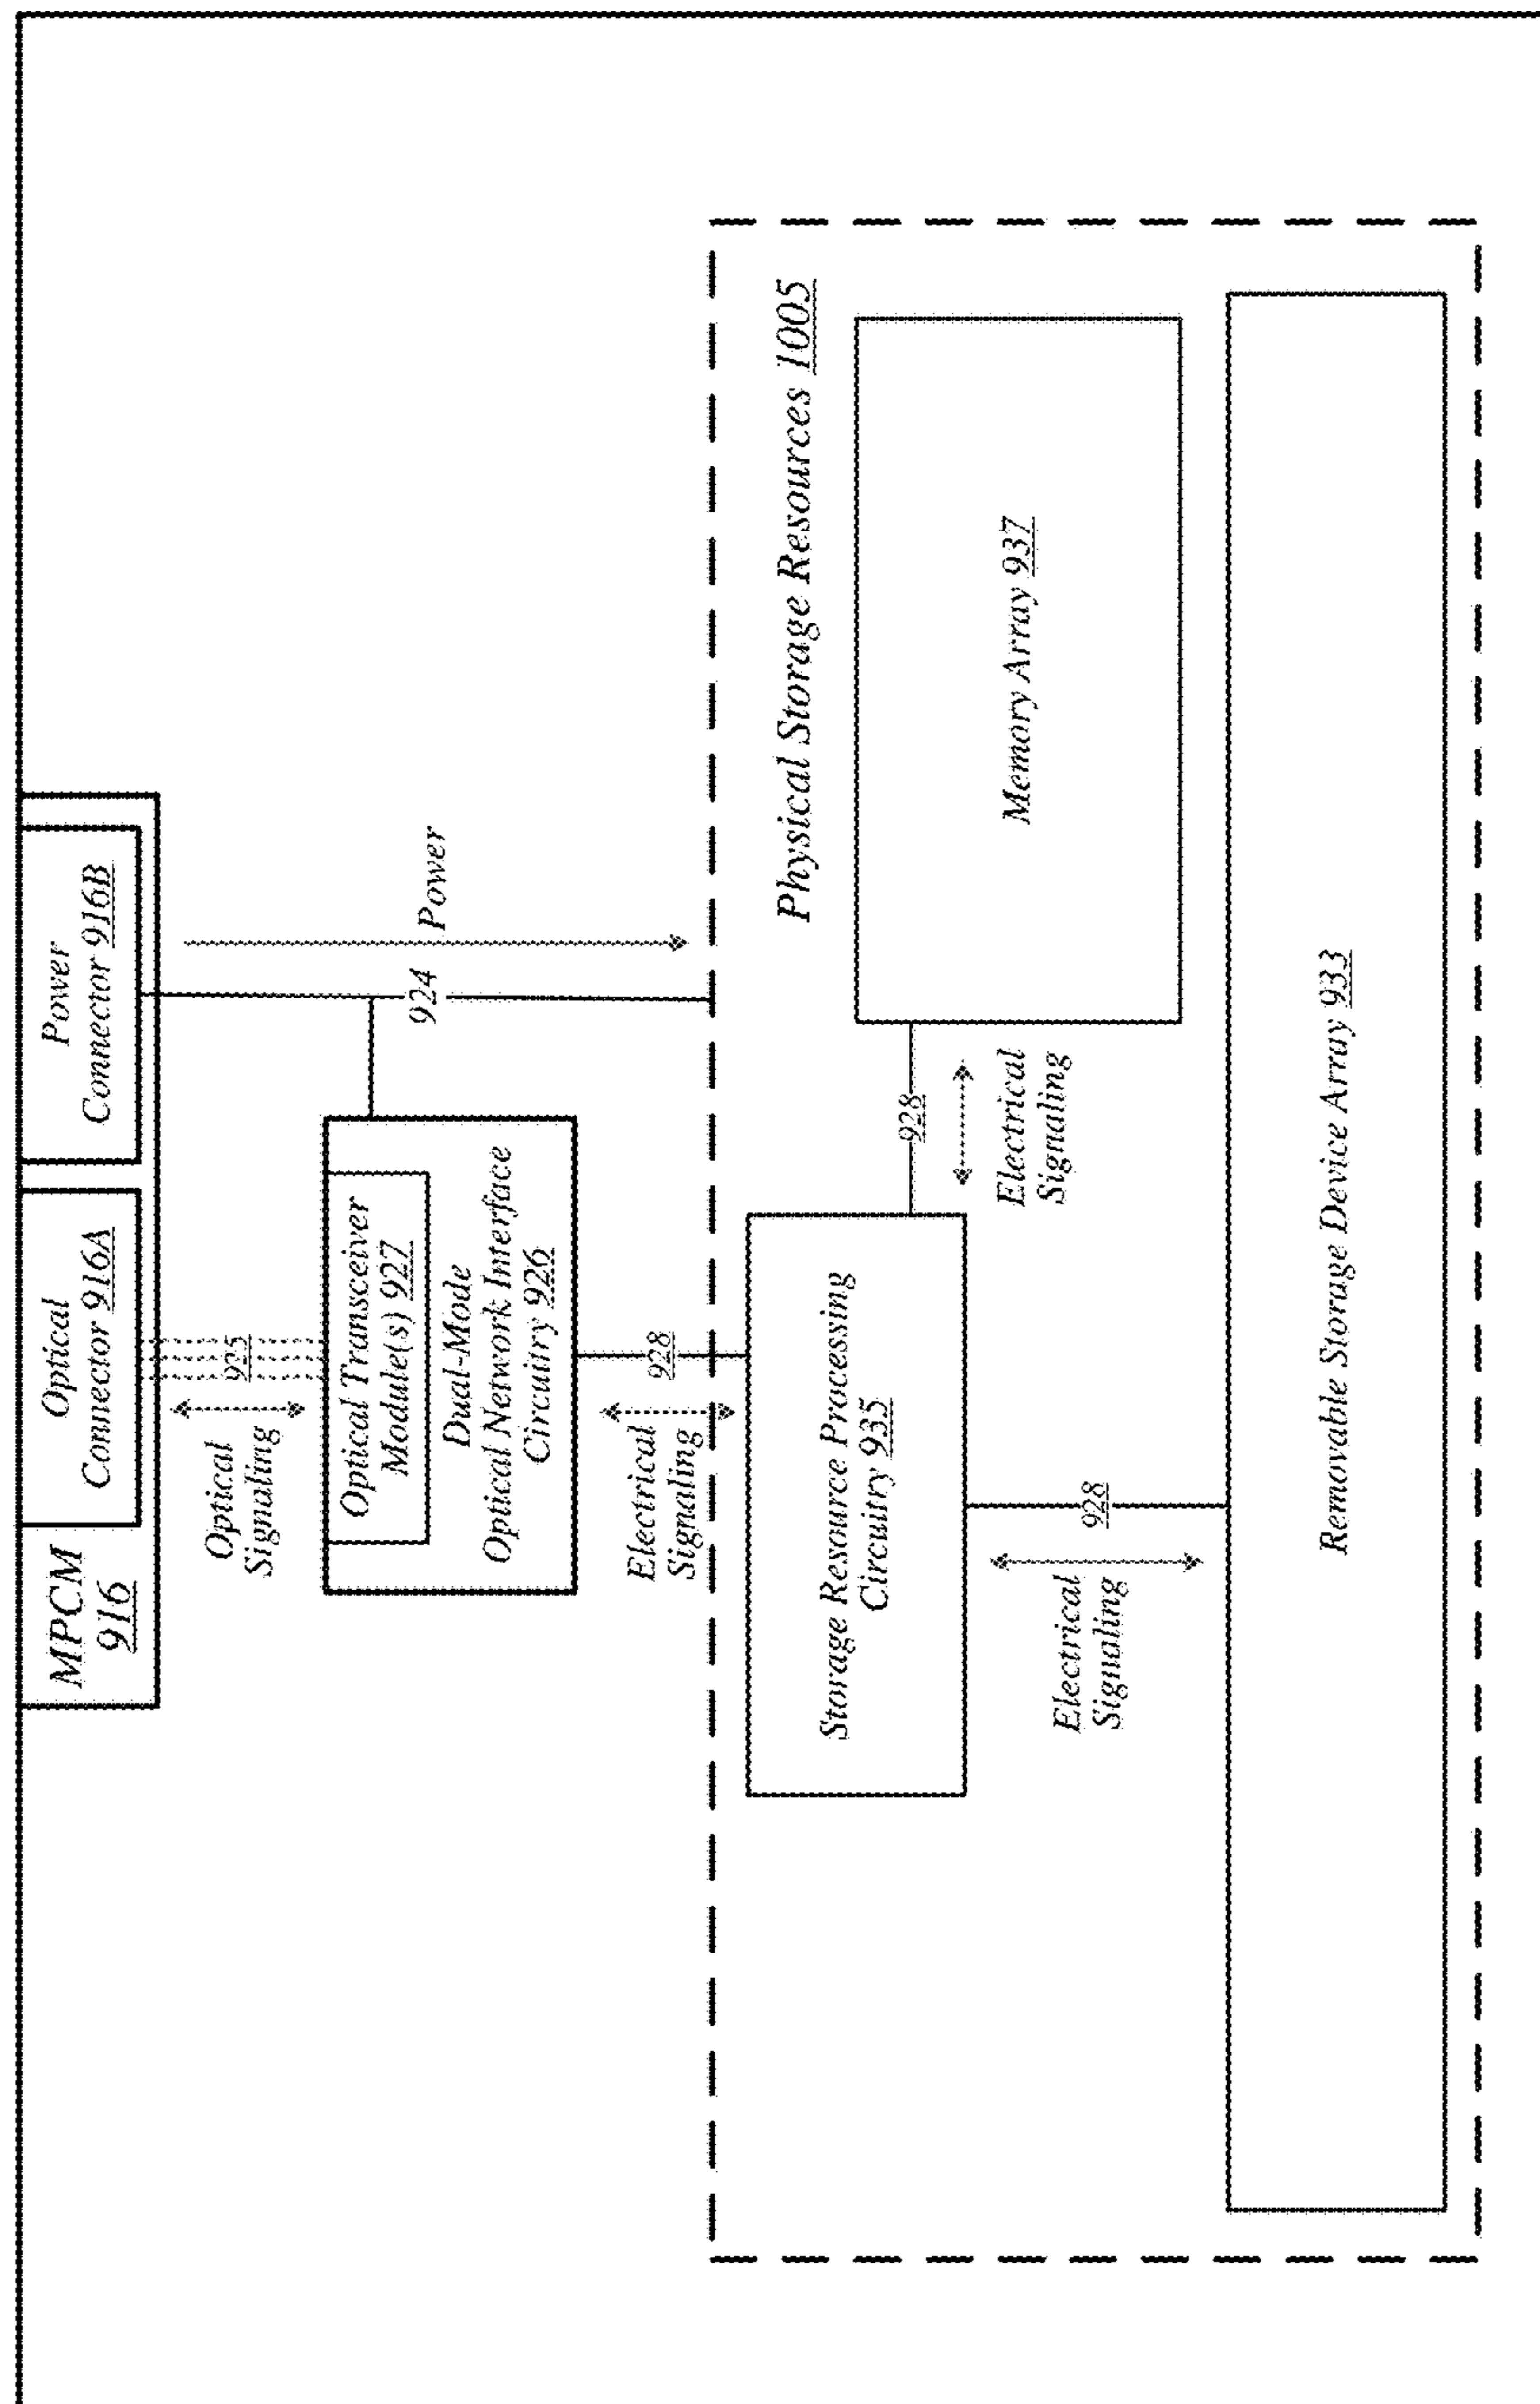 MPCM
916
Optical
Connector 916A
Power
Connector 916B
Optical
Signaling
925
Power
924
Optical Transceiver
Module(s) 927
Dual-Mode
Optical Network Interface
Circuitry 926
Electrical
Signaling
928
Physical Storage Resources 1005
Storage Resource Processing
Circuitry 935
928
Electrical
Signaling
Memory Array 937
Electrical
Signaling
928
Removable Storage Device Array 933